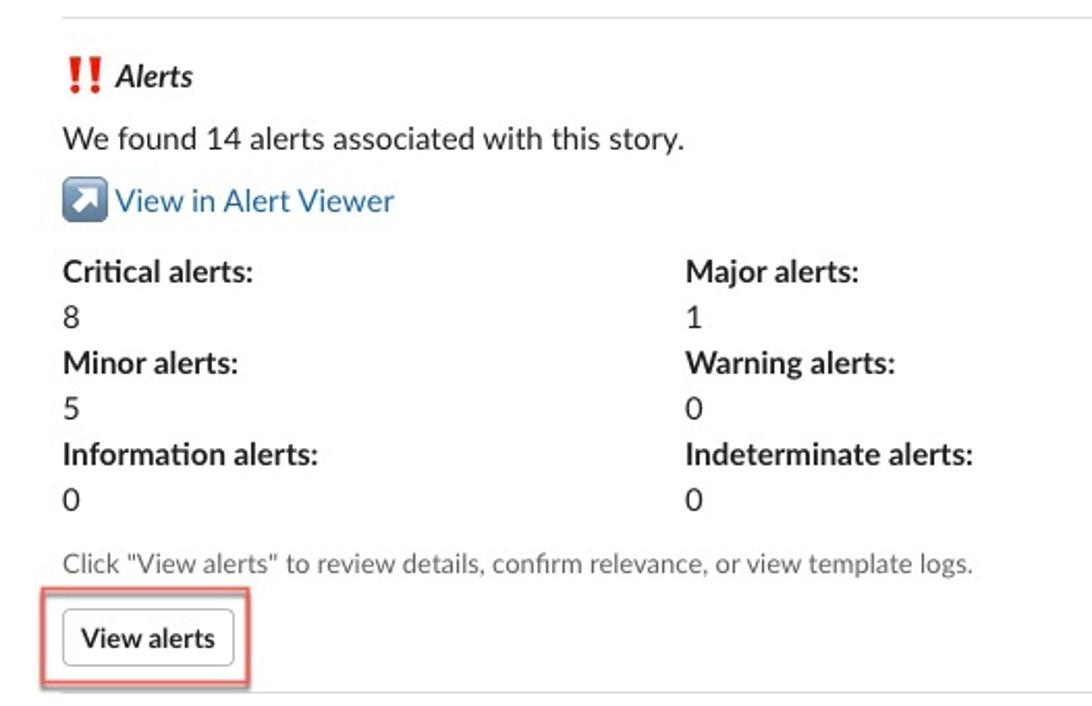 Alerts
We found 14 alerts associated with this story.
View in Alert Viewer
Critical alerts:
8
Major alerts:
1
Minor alerts:
5
Warning alerts:
0
Information alerts:
0
Indeterminate alerts:
0
Click "View alerts" to review details, confirm relevance, or view template logs.
View alerts